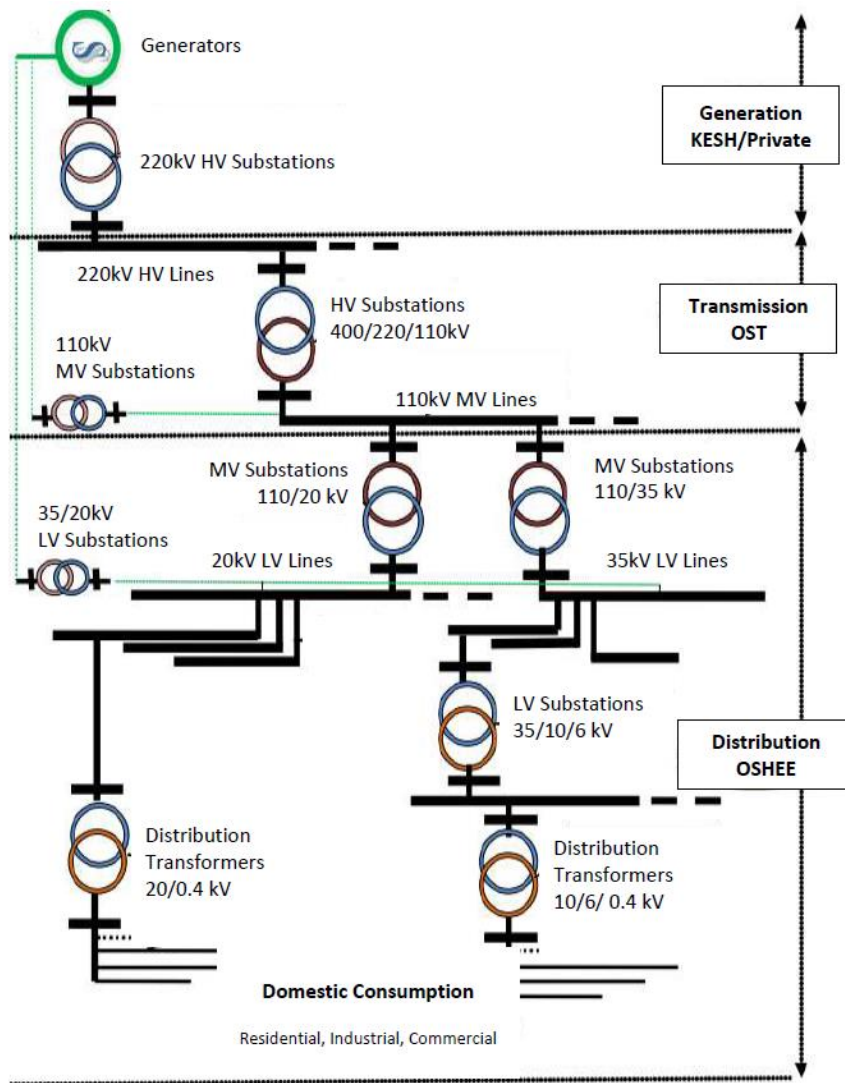 Generators
Generation
KESH/Private
220kV HV Substations
220kV HV Lines
HV Substations
400/220/110kV
Transmission
OST
110kV
MV Substations
110kV MV Lines
MV Substations
110/20 kV
MV Substations
110/35 kV
35/20kV
LV Substations
20kV LV Lines
35kV LV Lines
LV Substations
35/10/6 kV
Distribution
OSHEE
Distribution
Transformers
20/0.4 kV
Distribution
Transformers
10/6/ 0.4 kV
Domestic Consumption
Residential, Industrial, Commercial